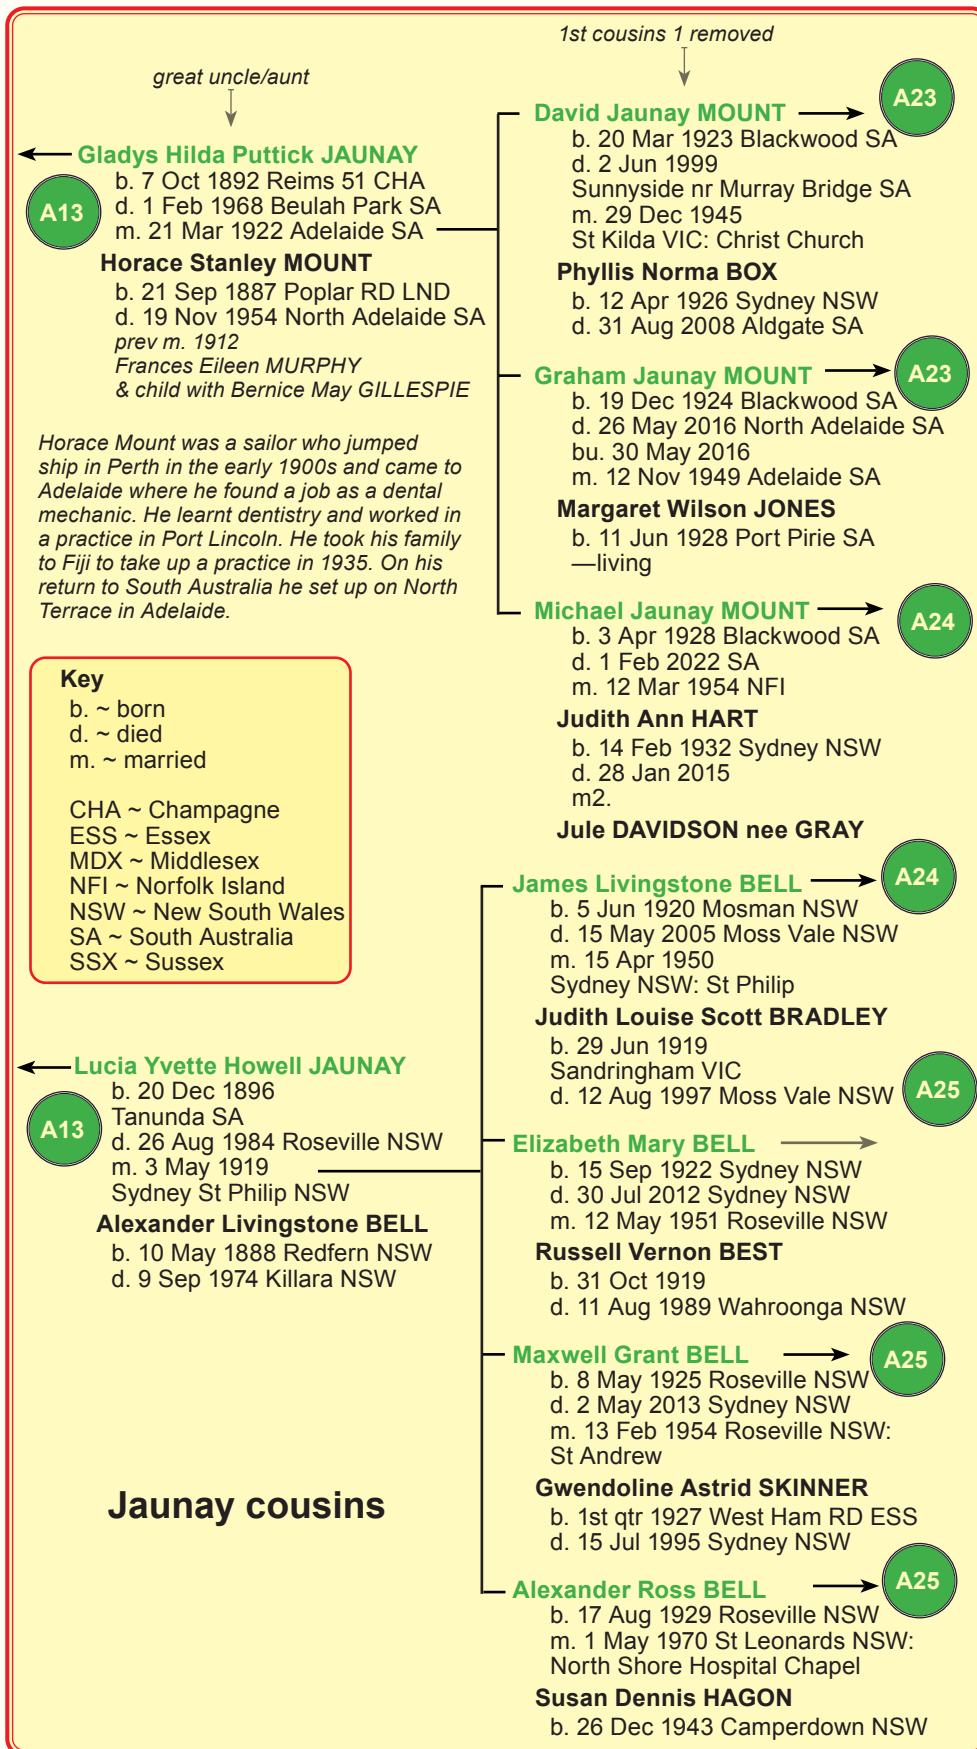 great uncle/aunt
Gladys Hilda Puttick JAUNAY
A13
b. 7 Oct 1892 Reims 51 CHA
d. 1 Feb 1968 Beulah Park SA
m. 21 Mar 1922 Adelaide SA
Horace Stanley MOUNT
b. 21 Sep 1887 Poplar RD LND
d. 19 Nov 1954 North Adelaide SA
prev m. 1912
Frances Eileen MURPHY
& child with Bernice May GILLESPIE
Horace Mount was a sailor who jumped
ship in Perth in the early 1900s and came to
Adelaide where he found a job as a dental
mechanic. He learnt dentistry and worked in
a practice in Port Lincoln. He took his family
to Fiji to take up a practice in 1935. On his
return to South Australia he set up on North
Terrace in Adelaide.
1st cousins 1 removed
David Jaunay MOUNT
A23
b. 20 Mar 1923 Blackwood SA
d. 2 Jun 1999
Sunnyside nr Murray Bridge SA
m. 29 Dec 1945
St Kilda VIC: Christ Church
Phyllis Norma BOX
b. 12 Apr 1926 Sydney NSW
d. 31 Aug 2008 Aldgate SA
Graham Jaunay MOUNT
A23
b. 19 Dec 1924 Blackwood SA
d. 26 May 2016 North Adelaide SA
bu. 30 May 2016
m. 12 Nov 1949 Adelaide SA
Margaret Wilson JONES
b. 11 Jun 1928 Port Pirie SA
—living
Michael Jaunay MOUNT
A24
b. 3 Apr 1928 Blackwood SA
d. 1 Feb 2022 SA
m. 12 Mar 1954 NFI
Judith Ann HART
b. 14 Feb 1932 Sydney NSW
d. 28 Jan 2015
m2.
Jule DAVIDSON nee GRAY
Key
b. ~ born
d. ~ died
m. ~ married
CHA ~ Champagne
ESS ~ Essex
MDX ~ Middlesex
NFI ~ Norfolk Island
NSW ~ New South Wales
SA ~ South Australia
SSX ~ Sussex
Lucia Yvette Howell JAUNAY
A13
b. 20 Dec 1896
Tanunda SA
d. 26 Aug 1984 Roseville NSW
m. 3 May 1919
Sydney St Philip NSW
Alexander Livingstone BELL
b. 10 May 1888 Redfern NSW
d. 9 Sep 1974 Killara NSW
James Livingstone BELL
A24
b. 5 Jun 1920 Mosman NSW
d. 15 May 2005 Moss Vale NSW
m. 15 Apr 1950
Sydney NSW: St Philip
Judith Louise Scott BRADLEY
b. 29 Jun 1919
Sandringham VIC
d. 12 Aug 1997 Moss Vale NSW
A25
Elizabeth Mary BELL
b. 15 Sep 1922 Sydney NSW
d. 30 Jul 2012 Sydney NSW
m. 12 May 1951 Roseville NSW
Russell Vernon BEST
b. 31 Oct 1919
d. 11 Aug 1989 Wahroonga NSW
Maxwell Grant BELL
A25
b. 8 May 1925 Roseville NSW
d. 2 May 2013 Sydney NSW
m. 13 Feb 1954 Roseville NSW:
St Andrew
Gwendoline Astrid SKINNER
b. 1st qtr 1927 West Ham RD ESS
d. 15 Jul 1995 Sydney NSW
Alexander Ross BELL
A25
b. 17 Aug 1929 Roseville NSW
m. 1 May 1970 St Leonards NSW:
North Shore Hospital Chapel
Susan Dennis HAGON
b. 26 Dec 1943 Camperdown NSW
Jaunay cousins